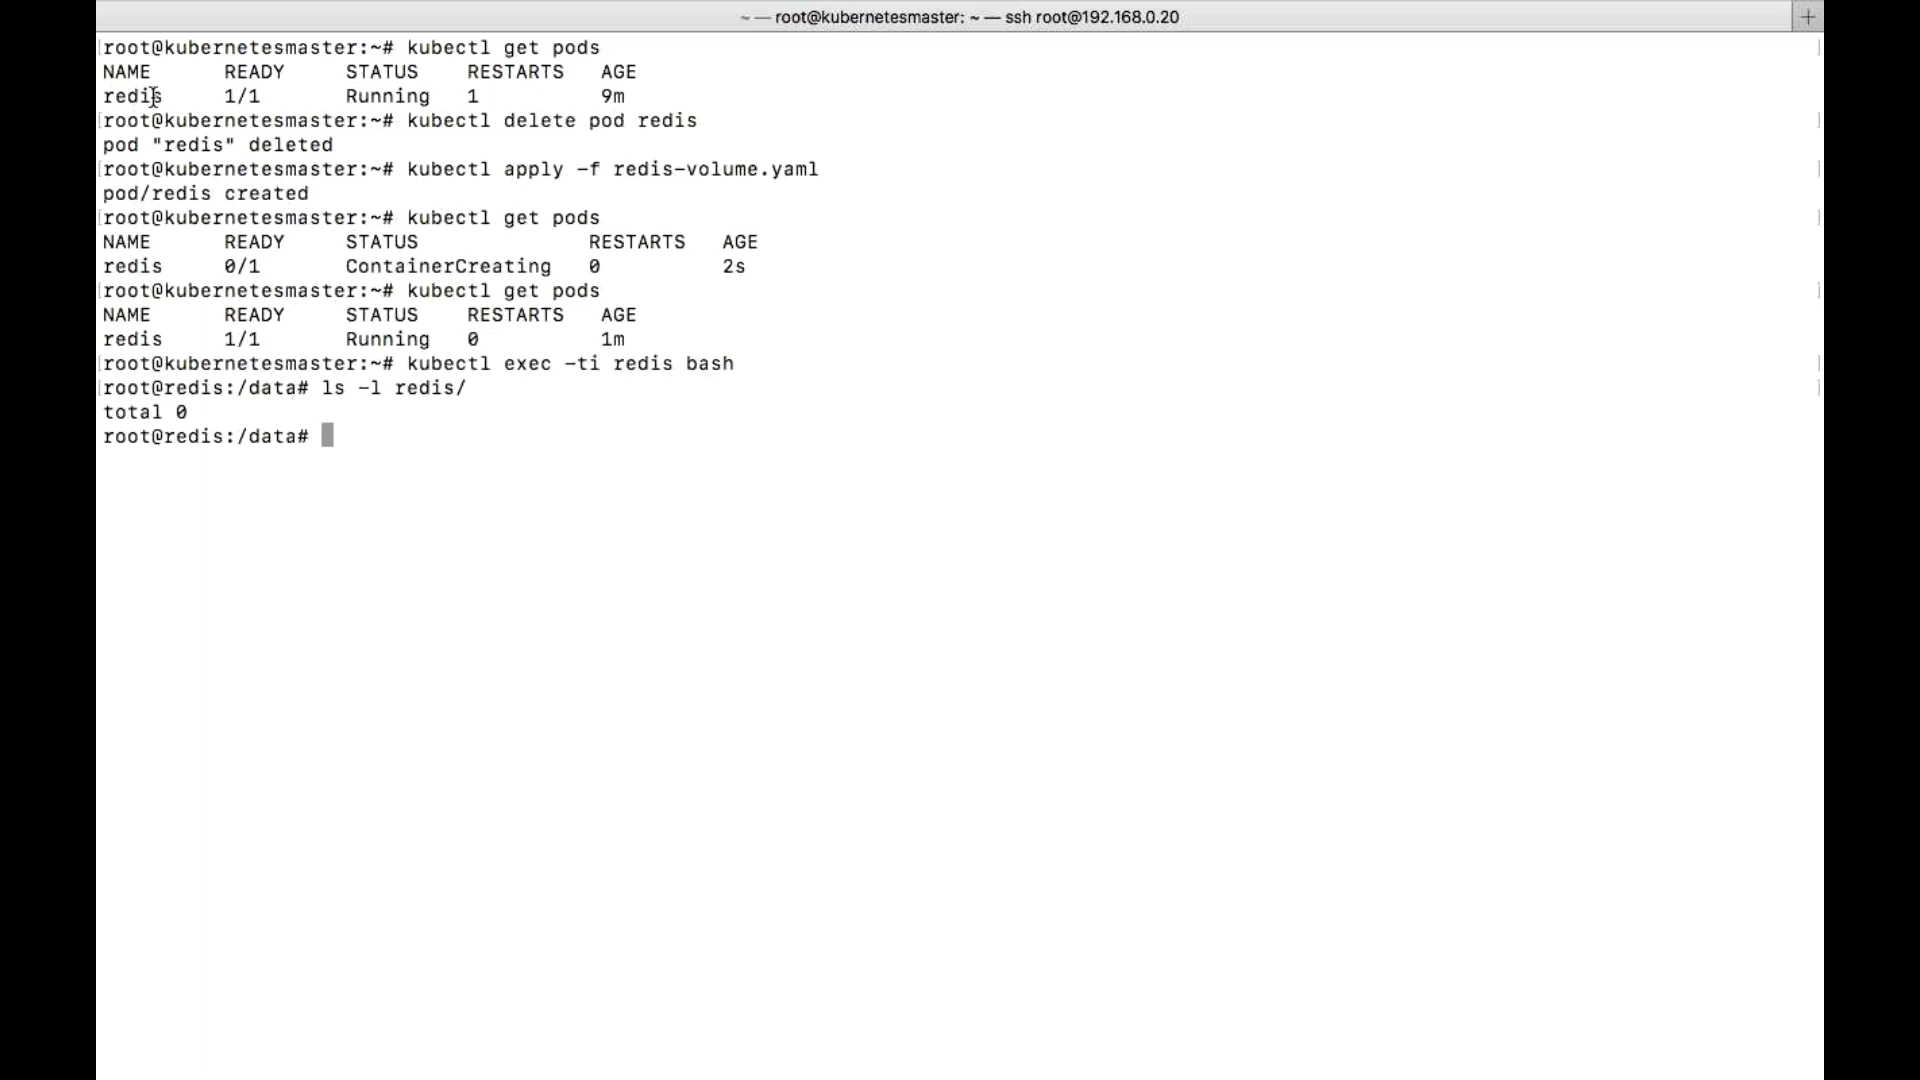 ~ — root@kubernetesmaster: ~ — ssh root@192.168.0.20
root@kubernetesmaster:~# kubectl get pods
NAME READY STATUS RESTARTS AGE
redis 1/1 Running 1 9m
root@kubernetesmaster:~# kubectl delete pod redis
pod "redis" deleted
root@kubernetesmaster:~# kubectl apply -f redis-volume.yaml
pod/redis created
root@kubernetesmaster:~# kubectl get pods
NAME READY STATUS RESTARTS AGE
redis 0/1 ContainerCreating 0 2s
root@kubernetesmaster:~# kubectl get pods
NAME READY STATUS RESTARTS AGE
redis 1/1 Running 0 1m
root@kubernetesmaster:~# kubectl exec -ti redis bash
root@redis:/data# ls -l redis/
total 0
root@redis:/data#